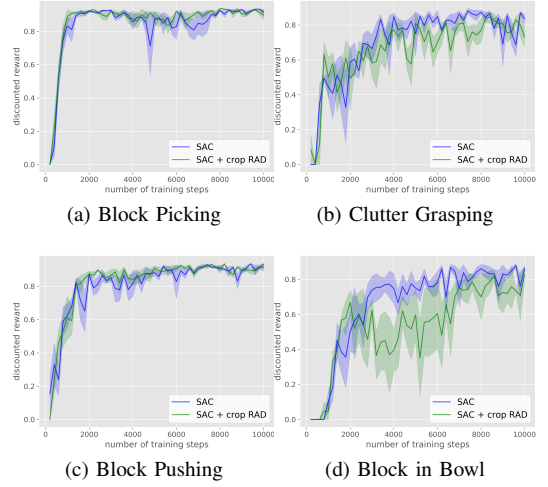 discounted reward
0.8
0.6
0.4
0.2
0.0
SAC
SAC + crop RAD
0 2000 4000 6000 8000 10000
number of training steps
(a) Block Picking
discounted reward
0.8
0.6
0.4
0.2
0.0
SAC
SAC + crop RAD
0 2000 4000 6000 8000 10000
number of training steps
(b) Clutter Grasping
discounted reward
0.8
0.6
0.4
0.2
0.0
SAC
SAC + crop RAD
0 2000 4000 6000 8000 10000
number of training steps
(c) Block Pushing
discounted reward
0.8
0.6
0.4
0.2
0.0
SAC
SAC + crop RAD
0 2000 4000 6000 8000 10000
number of training steps
(d) Block in Bowl